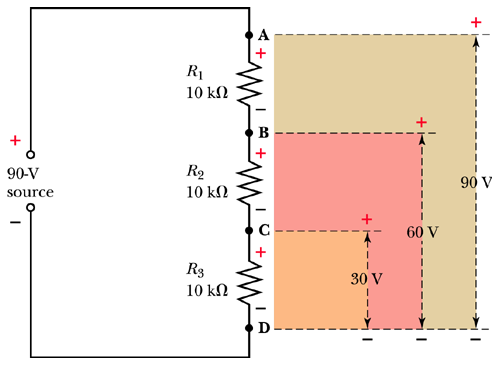 +
A
+
R1
10 kΩ
−
B
+
+
+
90-V
source
−
R2
10 kΩ
−
90 V
C
+
+
60 V
R3
10 kΩ
30 V
−
D
− − −